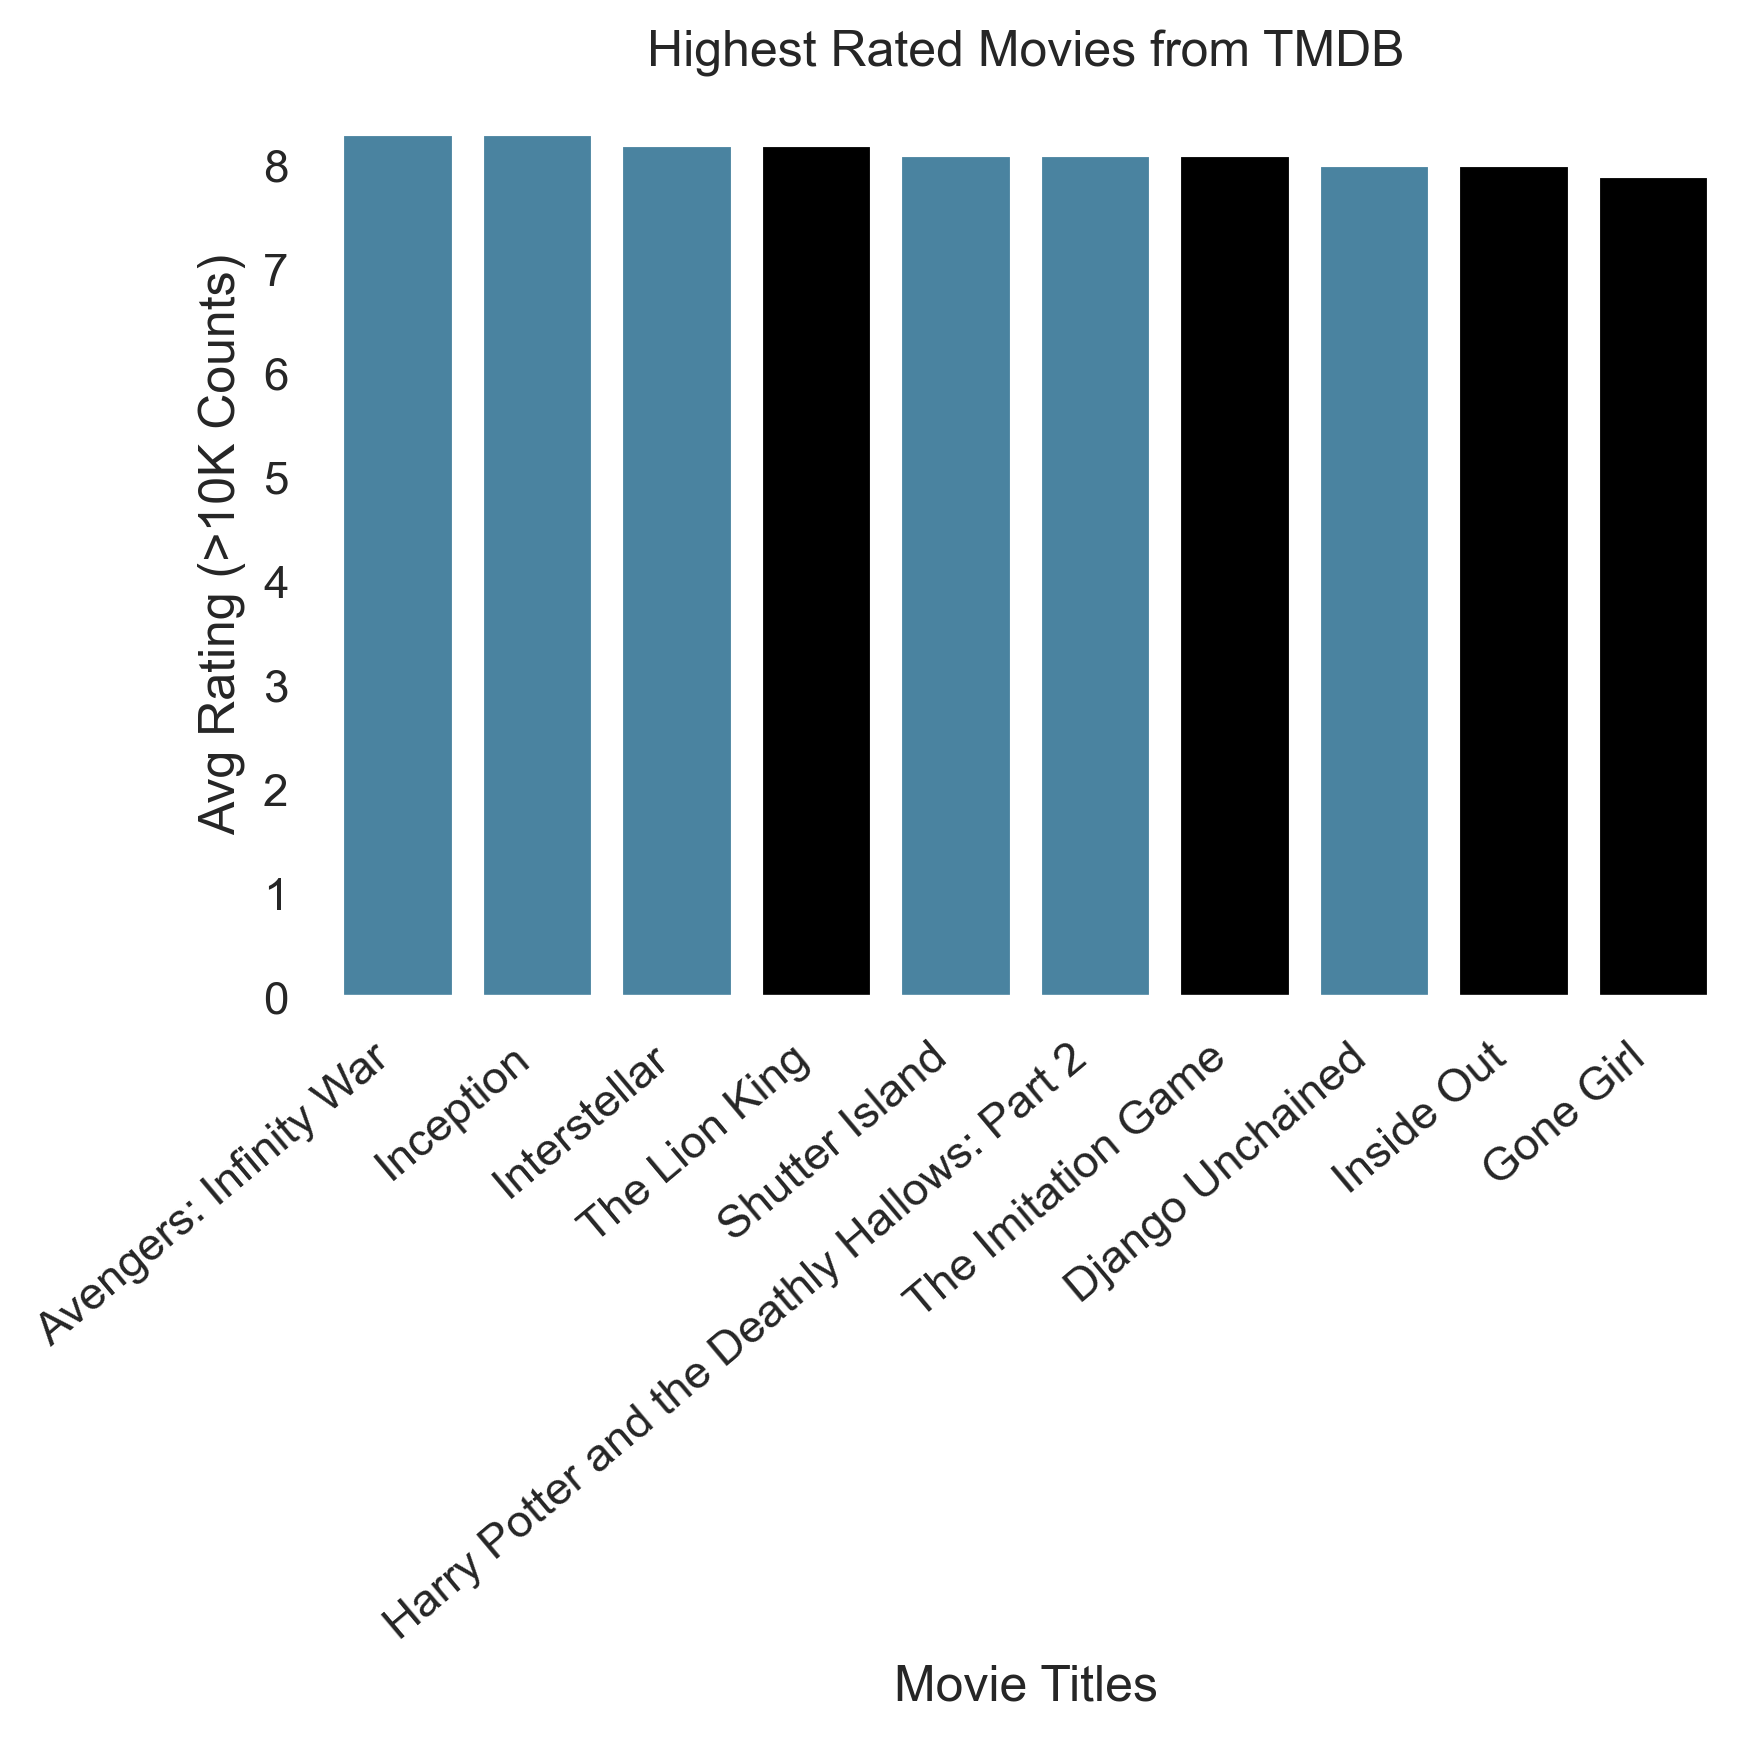 Highest Rated Movies from TMDB
Avg Rating (>10K Counts)
8
7
6
5
4
3
2
1
0
Avengers: Infinity War
Inception
Interstellar
The Lion King
Shutter Island
Harry Potter and the Deathly Hallows: Part 2
The Imitation Game
Django Unchained
Inside Out
Gone Girl
Movie Titles